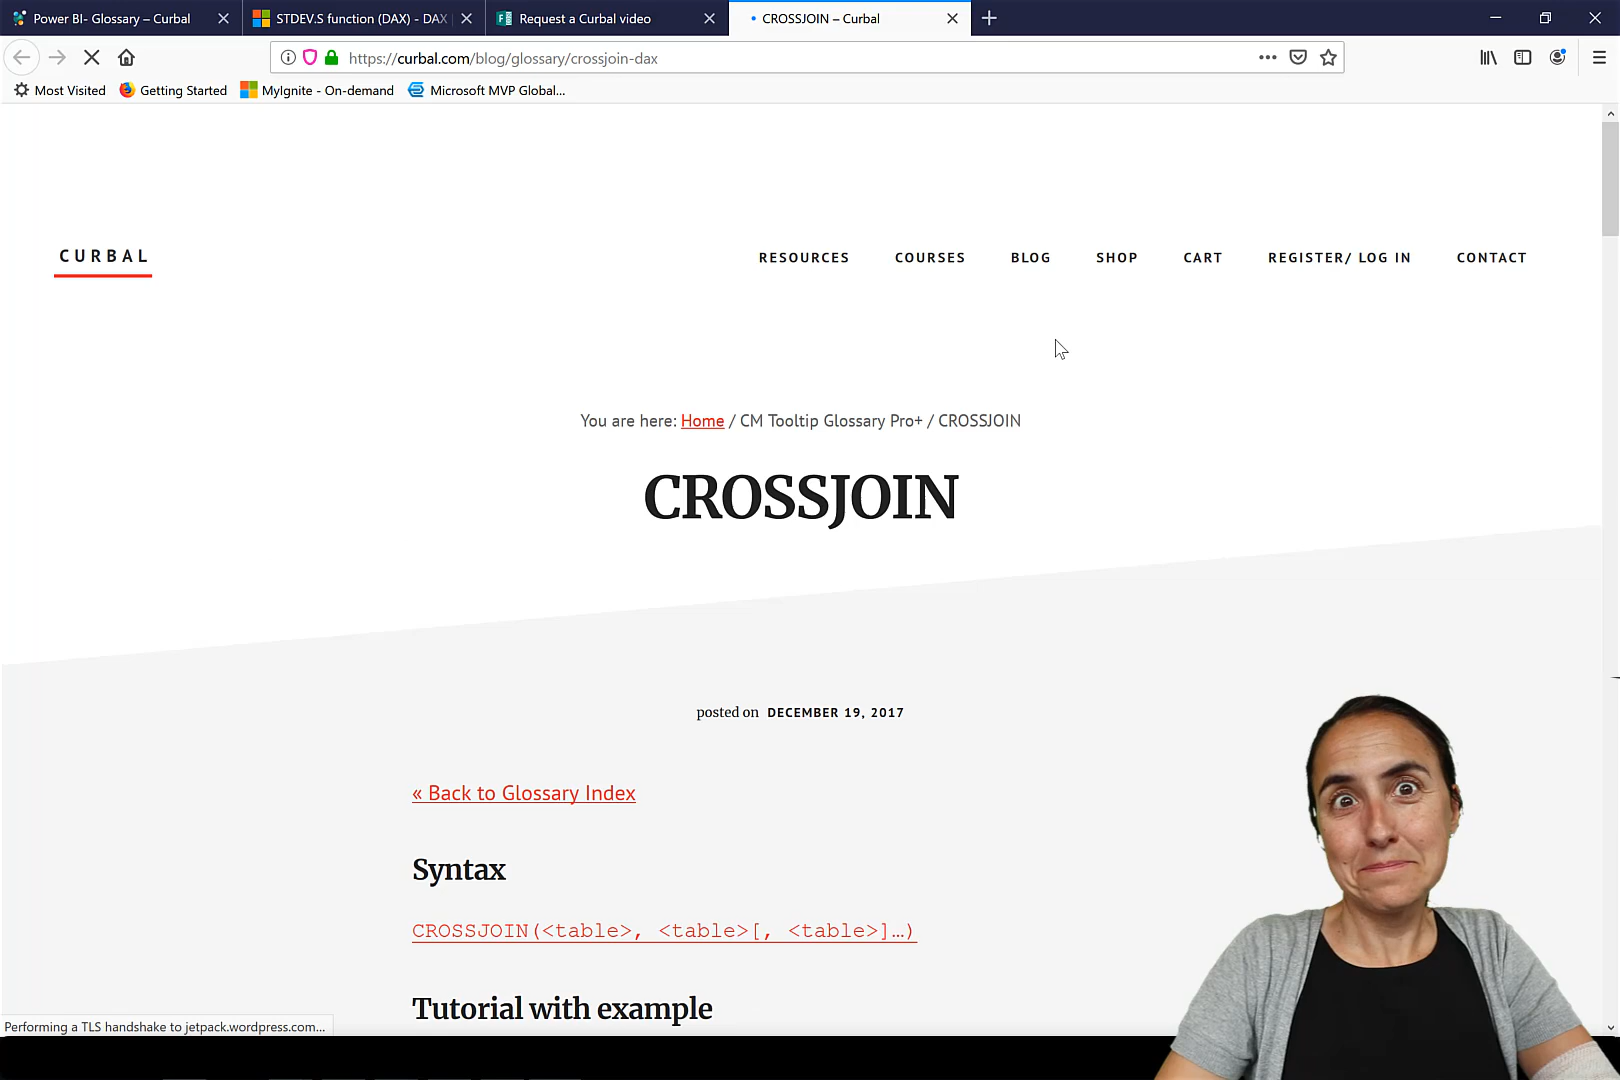 Power BI- Glossary – Curbal
STDEV.S function (DAX) - DAX
Request a Curbal video
CROSSJOIN – Curbal
https://curbal.com/blog/glossary/crossjoin-dax
Most Visited
Getting Started
MyIgnite - On-demand
Microsoft MVP Global...
CURBAL
RESOURCES
COURSES
BLOG
SHOP
CART
REGISTER/ LOG IN
CONTACT
You are here: Home / CM Tooltip Glossary Pro+ / CROSSJOIN
CROSSJOIN
posted on DECEMBER 19, 2017
« Back to Glossary Index
Syntax
CROSSJOIN(<table>, <table>[, <table>]…)
Tutorial with example
Performing a TLS handshake to jetpack.wordpress.com...